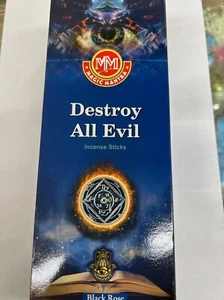 MM
MAGIC MANTRA
Destroy
All Evil
Incense Sticks
Black Rose